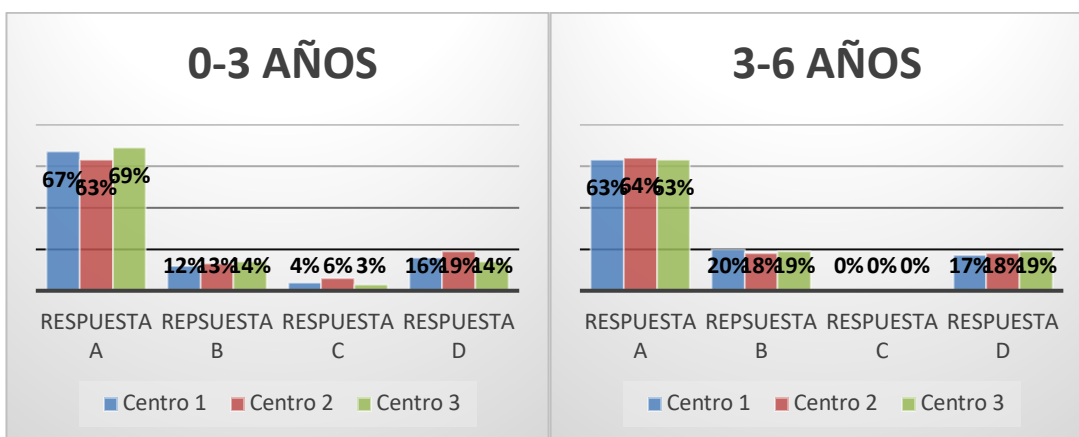 0-3 AÑOS
67% 63% 69%
12% 13% 14%
4% 6% 3%
16% 19% 14%
RESPUESTA REPSUESTA RESPUESTA RESPUESTA
A B C D
Centro 1 Centro 2 Centro 3
3-6 AÑOS
63% 64% 63%
20% 18% 19%
0% 0% 0%
17% 18% 19%
RESPUESTA REPSUESTA RESPUESTA RESPUESTA
A B C D
Centro 1 Centro 2 Centro 3